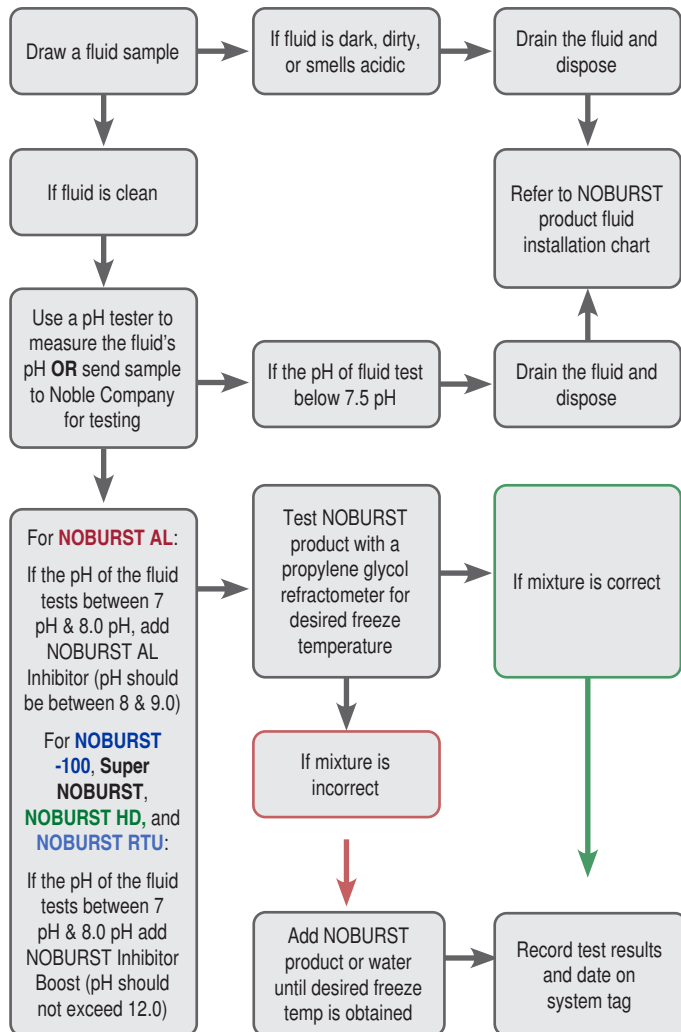 Draw a fluid sample
If fluid is dark, dirty,
or smells acidic
Drain the fluid and
dispose
If fluid is clean
Refer to NOBURST
product fluid
installation chart
Use a pH tester to
measure the fluid's
pH OR send sample
to Noble Company
for testing
If the pH of fluid test
below 7.5 pH
Drain the fluid and
dispose
For NOBURST AL:
If the pH of the fluid
tests between 7
pH & 8.0 pH, add
NOBURST AL
Inhibitor (pH should
be between 8 & 9.0)
For NOBURST
-100, Super
NOBURST,
NOBURST HD, and
NOBURST RTU:
If the pH of the fluid
tests between 7
pH & 8.0 pH add
NOBURST Inhibitor
Boost (pH should
not exceed 12.0)
Test NOBURST
product with a
propylene glycol
refractometer for
desired freeze
temperature
If mixture is correct
If mixture is
incorrect
Add NOBURST
product or water
until desired freeze
temp is obtained
Record test results
and date on
system tag